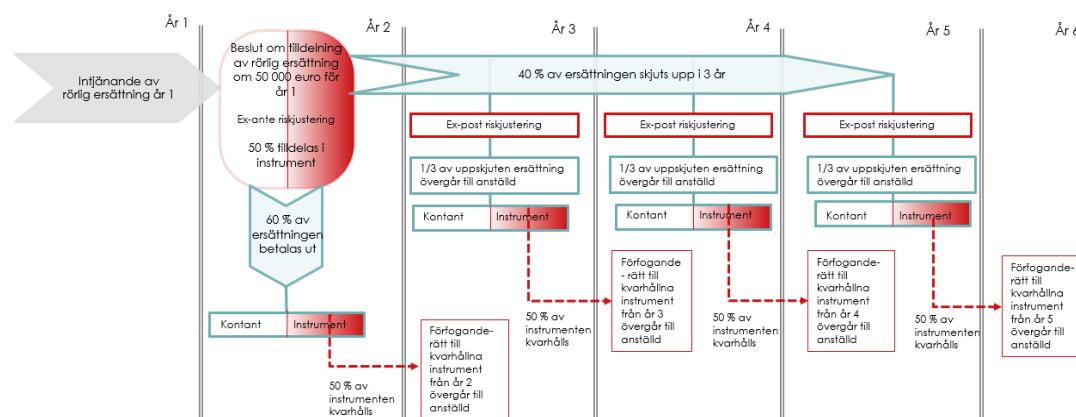 År 1
År 2
År 3
År 4
År 5
År 6
Intjänande av
rörlig ersättning år 1
Beslut om tilldelning
av rörlig ersättning
om 50 000 euro för
år 1
Ex-ante riskjustering
50 % tilldelas i
instrument
40 % av ersättningen skjuts upp i 3 år
Ex-post riskjustering
Ex-post riskjustering
Ex-post riskjustering
1/3 av uppskjuten ersättning
övergår till anställd
1/3 av uppskjuten ersättning
övergår till anställd
1/3 av uppskjuten ersättning
övergår till anställd
Kontant
Instrument
Kontant
Instrument
Kontant
Instrument
60 % av
ersättningen
betalas ut
Kontant
Instrument
50 % av
instrumenten
kvarhålls
Förfogande-
rätt till
kvarhållna
instrument
från år 2
övergår till
anställd
50 % av
instrumenten
kvarhålls
Förfogande
- rätt till
kvarhållna
instrument
från år 3
övergår till
anställd
50 % av
instrumenten
kvarhålls
Förfogande-
rätt till
kvarhållna
instrument
från år 4
övergår till
anställd
50 % av
instrumenten
kvarhålls
Förfogande-
rätt till
kvarhållna
instrument
från år 5
övergår till
anställd